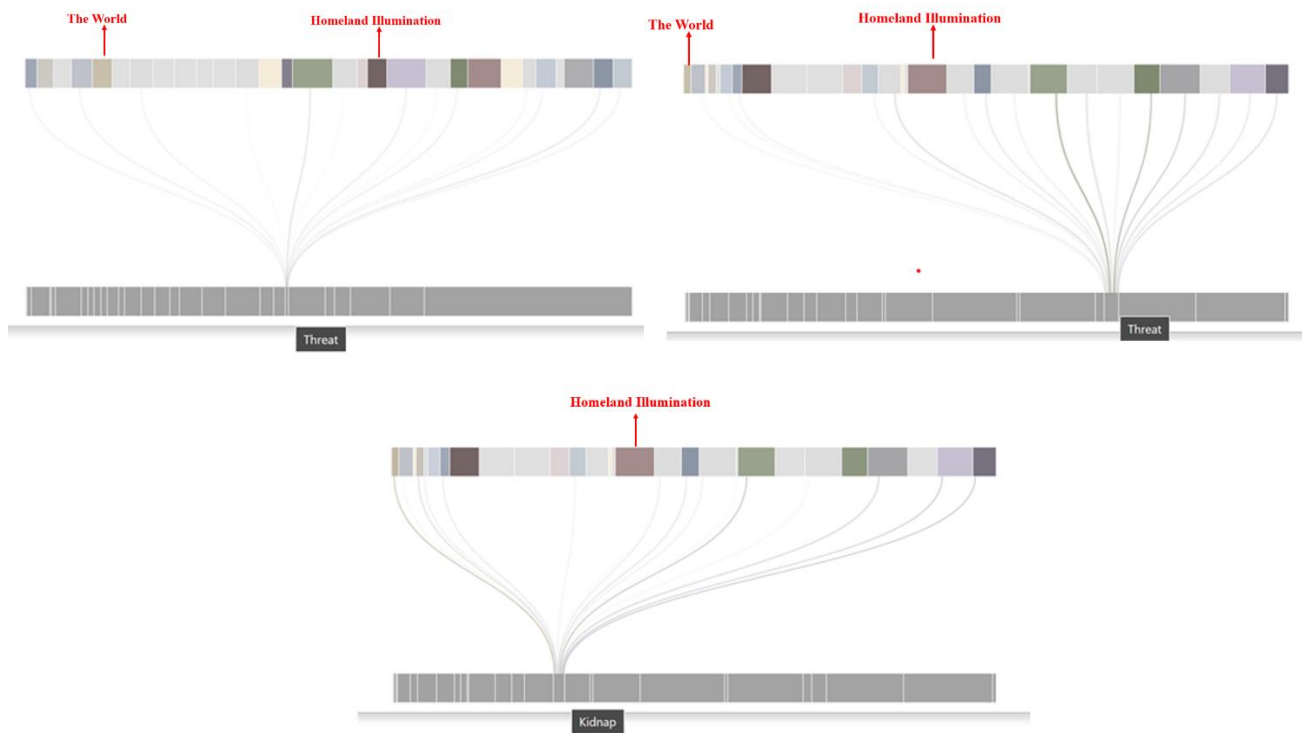 The World
Homeland Illumination
Threat
The World
Homeland Illumination
Threat
Homeland Illumination
Kidnap